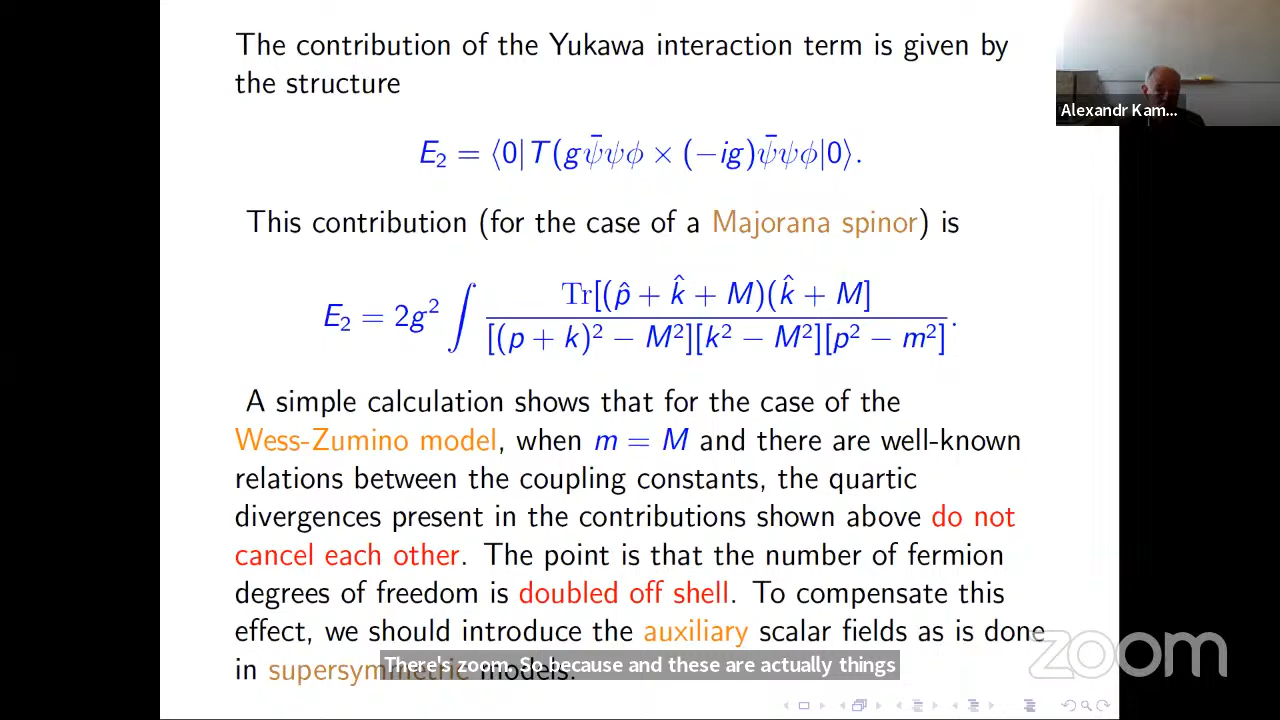 The contribution of the Yukawa interaction term is given by
the structure
E₂ = ⟨0|T(gψ̄ψϕ × (−ig)ψ̄ψϕ|0⟩.
This contribution (for the case of a Majorana spinor) is
E₂ = 2g² ∫ Tr[(p̂ + k̂ + M)(k̂ + M] / [(p + k)² − M²][k² − M²][p² − m²].
A simple calculation shows that for the case of the
Wess-Zumino model, when m = M and there are well-known
relations between the coupling constants, the quartic
divergences present in the contributions shown above do not
cancel each other. The point is that the number of fermion
degrees of freedom is doubled off shell. To compensate this
effect, we should introduce the auxiliary scalar fields as is done
in supersymmetric models.
There's zoom. So because and these are actually things
Alexandr Kam...
zoom